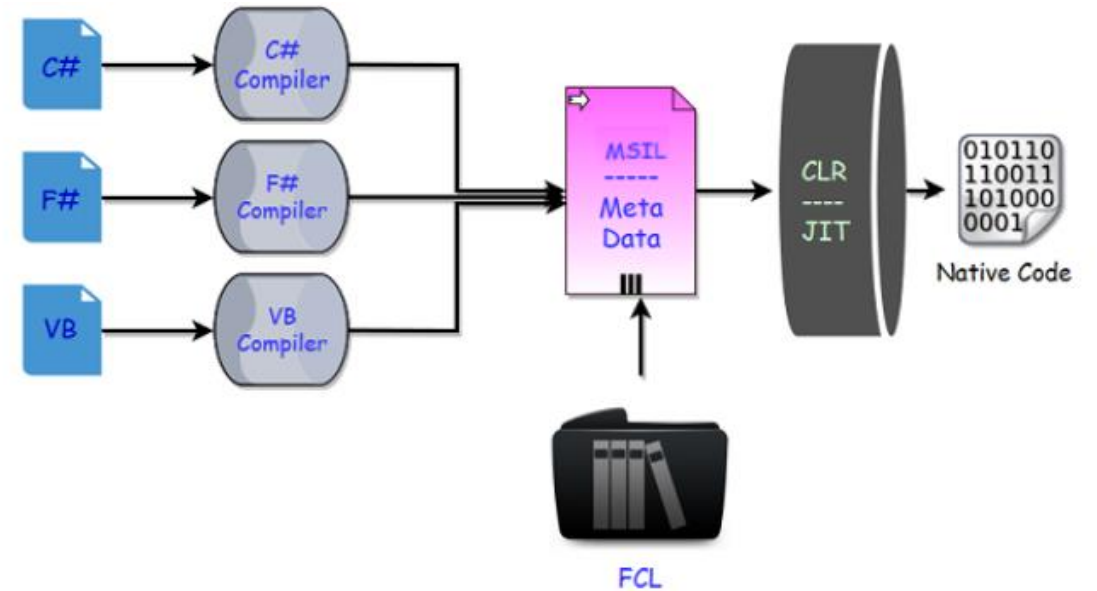 C#
C#
Compiler
F#
F#
Compiler
VB
VB
Compiler
MSIL
-----
Meta
Data
FCL
CLR
----
JIT
010110
110011
101000
0001
Native Code